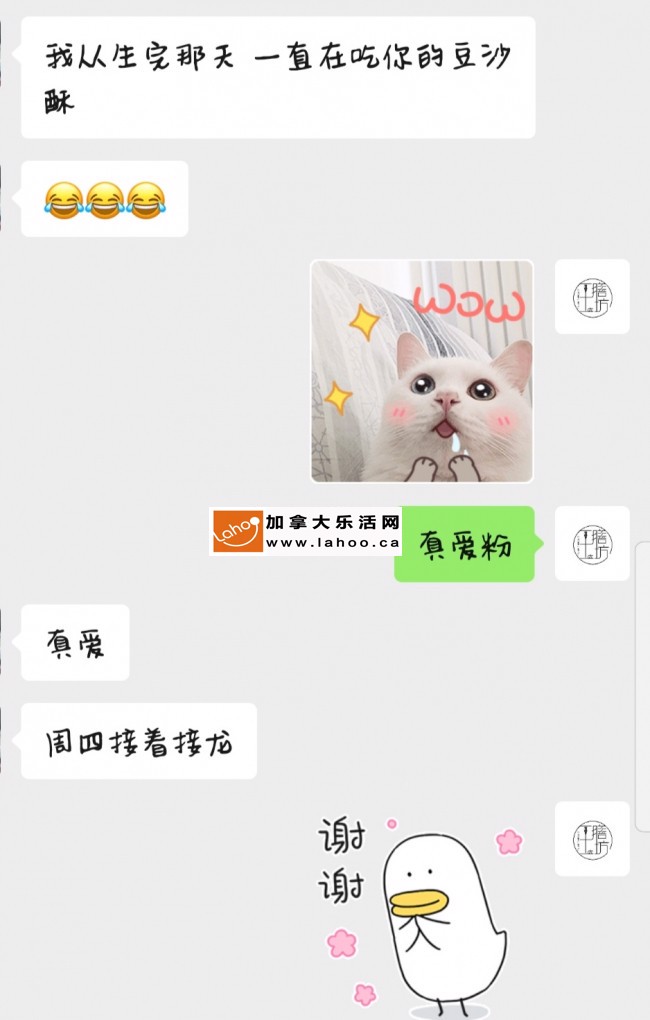 我从生完那天 一直在吃你的豆沙
酥
😂😂😂
wow
Lahoo
加拿大乐活网
www.lahoo.ca
真爱粉
真爱
周四接着接龙
谢
谢